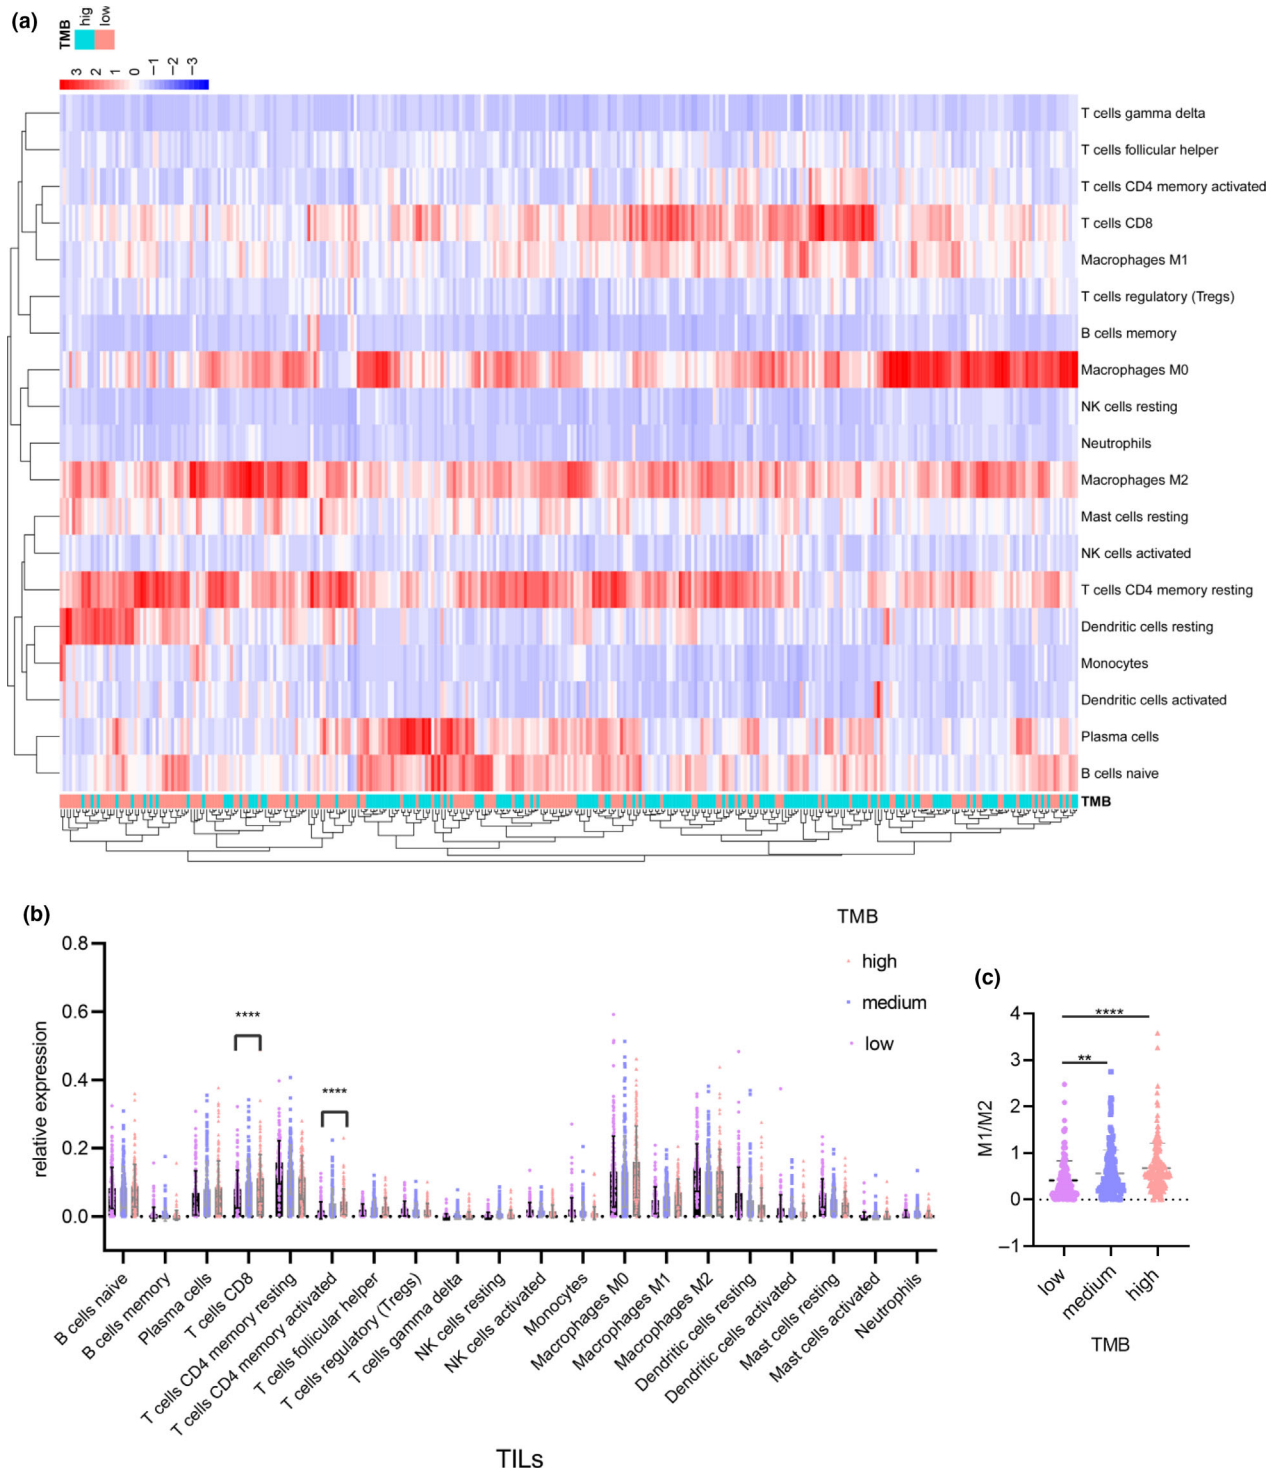 (a)
TMB
hig
low
3 2 1 0 −1 −2 −3
T cells gamma delta
T cells follicular helper
T cells CD4 memory activated
T cells CD8
Macrophages M1
T cells regulatory (Tregs)
B cells memory
Macrophages M0
NK cells resting
Neutrophils
Macrophages M2
Mast cells resting
NK cells activated
T cells CD4 memory resting
Dendritic cells resting
Monocytes
Dendritic cells activated
Plasma cells
B cells naive
TMB
(b)
TMB
high
medium
low
relative expression
0.8
0.6
0.4
0.2
0.0
****
****
B cells naive
B cells memory
Plasma cells
T cells CD8
T cells CD4 memory resting
T cells CD4 memory activated
T cells follicular helper
T cells regulatory (Tregs)
T cells gamma delta
NK cells resting
NK cells activated
Monocytes
Macrophages M0
Macrophages M1
Macrophages M2
Dendritic cells resting
Dendritic cells activated
Mast cells resting
Mast cells activated
Neutrophils
TILs
(c)
M1/M2
4
3
2
1
0
−1
****
**
low
medium
high
TMB